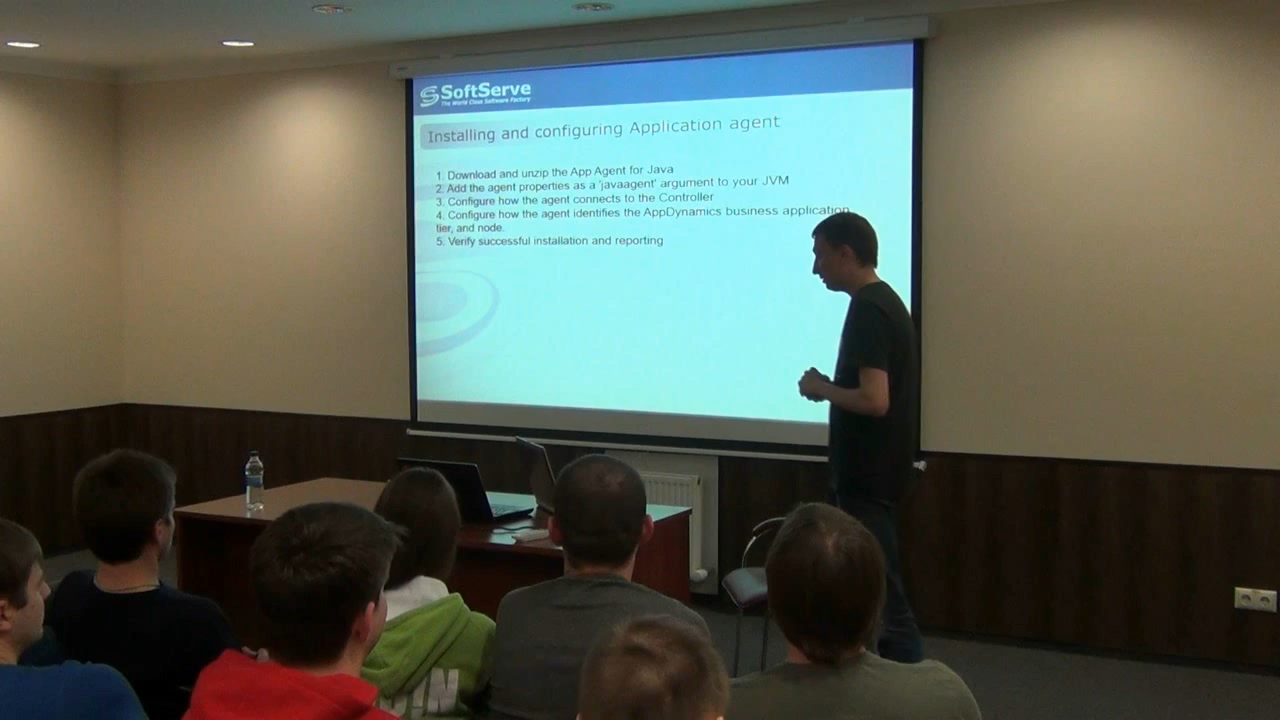 SoftServe
The World Class Software Factory
Installing and configuring Application agent
1. Download and unzip the App Agent for Java
2. Add the agent properties as a 'javaagent' argument to your JVM
3. Configure how the agent connects to the Controller
4. Configure how the agent identifies the AppDynamics business application
tier, and node.
5. Verify successful installation and reporting